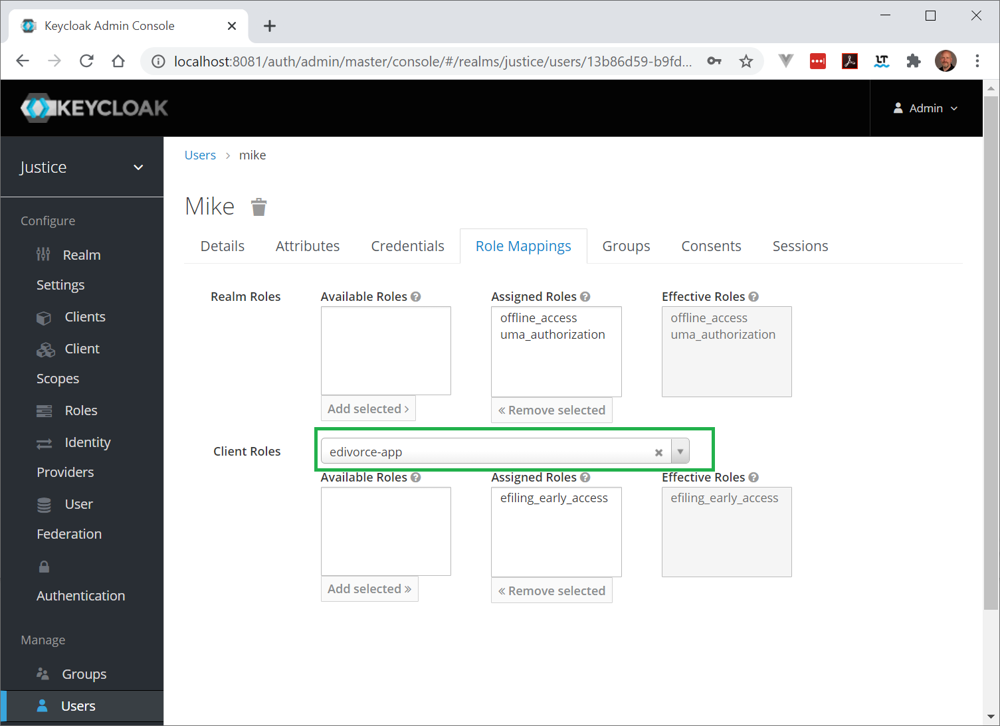 Keycloak Admin Console
localhost:8081/auth/admin/master/console/#/realms/justice/users/13b86d59-b9fd...
LT
KEYCLOAK
Admin
Justice
Users > mike
Mike
Configure
Realm
Settings
Clients
Client
Scopes
Roles
Identity
Providers
User
Federation
Authentication
Manage
Groups
Users
Details Attributes Credentials Role Mappings Groups Consents Sessions
Realm Roles
Available Roles
Add selected >
Assigned Roles
offline_access
uma_authorization
« Remove selected
Effective Roles
offline_access
uma_authorization
Client Roles
edivorce-app
Available Roles
Add selected »
Assigned Roles
efiling_early_access
« Remove selected
Effective Roles
efiling_early_access